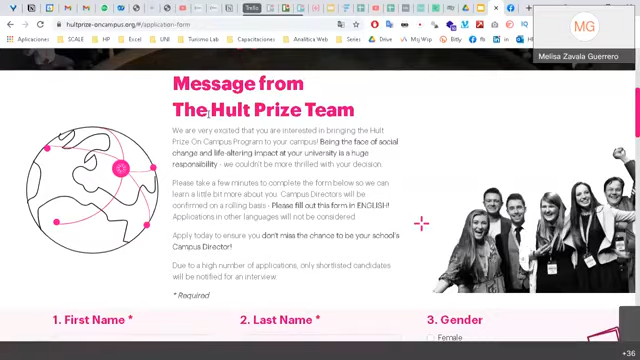 Trello
hultprize-oncampus.org/#/application-form
Aplicaciones
SCALE
HP
Excel
UNI
Turismo Lab
Capacitaciones
Analítica Web
Series
Drive
Mg Wsp
Bitly
Fb
in
MG
Melisa Zavala Guerrero
Message from
The Hult Prize Team
We are very excited that you are interested in bringing the Hult
Prize On Campus Program to your campus! Being the face of social
change and life-altering impact at your university is a huge
responsibility - we couldn't be more thrilled with your decision.
Please take a few minutes to complete the form below so we can
learn a little bit more about you. Campus Directors will be
confirmed on a rolling basis - Please fill out this form in ENGLISH!
Applications in other languages will not be considered.
Apply today to ensure you don't miss the chance to be your school's
Campus Director!
Due to a high number of applications, only shortlisted candidates
will be notified for an interview.
* Required
1. First Name *
2. Last Name *
3. Gender
Female
+36